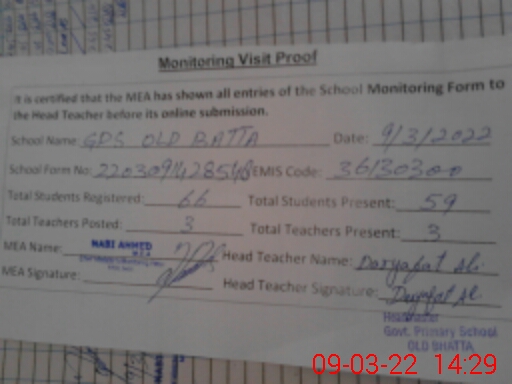 Monitoring Visit Proof
It is certified that the MEA has shown all entries of the School Monitoring Form to
the Head Teacher before its online submission.
School Name: GPS OLD BATTA Date: 9/3/2022
School Form No: EMIS Code: 36130300
Total Students Registered: 66 Total Students Present: 59
Total Teachers Posted: 3 Total Teachers Present: 3
MEA Name: NABI AHMED Head Teacher Name: Daryafat Ali.
MEA Signature: Head Teacher Signature:
Headmaster
Govt. Primary School
OLD BHATTA
09-03-22 14:29